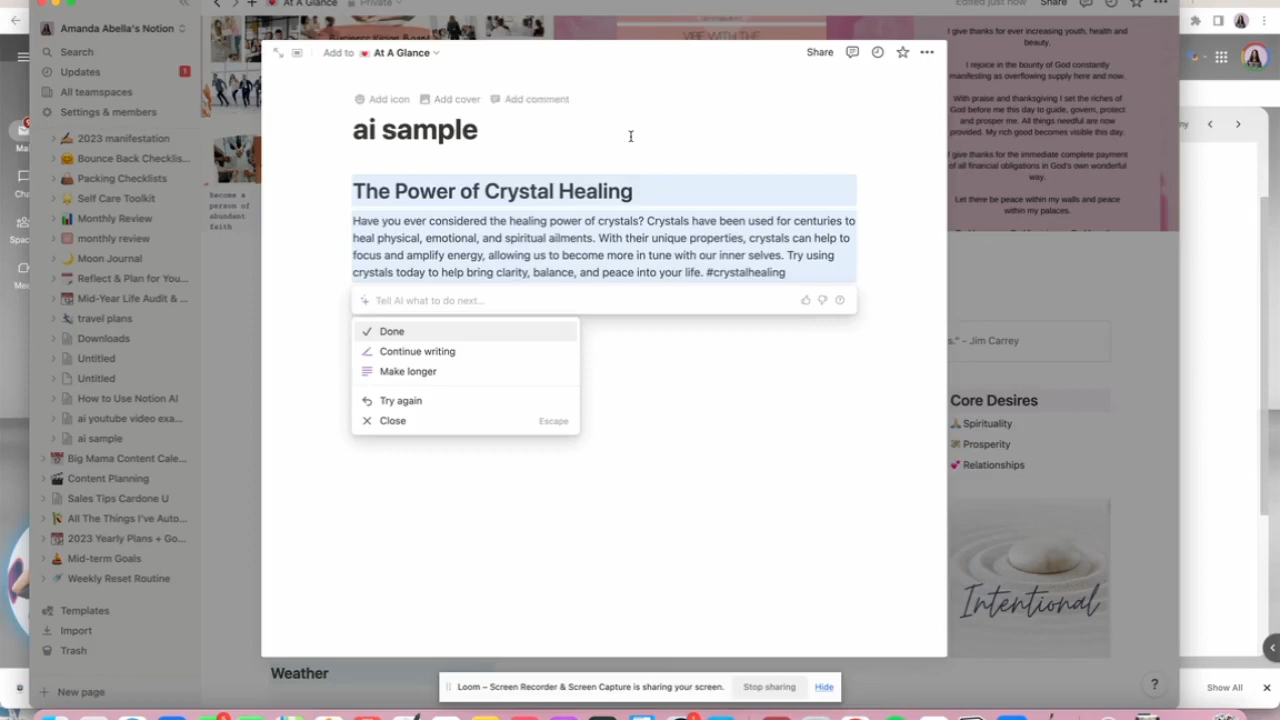 At A Glance
Private
Edited just now
Share
Amanda Abella's Notion
Search
Updates
1
All teamspaces
Settings & members
2023 manifestation
Bounce Back Checklis...
Packing Checklists
Self Care Toolkit
Monthly Review
monthly review
Moon Journal
Reflect & Plan for You...
Mid-Year Life Audit &
travel plans
Downloads
Untitled
Untitled
How to Use Notion AI
ai youtube video exa...
ai sample
Big Mama Content Cale...
Content Planning
Sales Tips Cardone U
All The Things I've Auto...
2023 Yearly Plans + Go...
Mid-term Goals
Weekly Reset Routine
Templates
Import
Trash
New page
Business Vision Board
become a
person of
abundant
faith
VIBE WITH THE
Add to
At A Glance
Share
Add icon
Add cover
Add comment
ai sample
The Power of Crystal Healing
Have you ever considered the healing power of crystals? Crystals have been used for centuries to
heal physical, emotional, and spiritual ailments. With their unique properties, crystals can help to
focus and amplify energy, allowing us to become more in tune with our inner selves. Try using
crystals today to help bring clarity, balance, and peace into your life. #crystalhealing
Tell AI what to do next...
Done
Continue writing
Make longer
Try again
Close
Escape
I give thanks for ever increasing youth, health and
beauty.
I rejoice in the bounty of God constantly
manifesting as overflowing supply here and now.
With praise and thanksgiving I set the riches of
God before me this day to guide, govern, protect
and prosper me. All things needful are now
provided. My rich good becomes visible this day.
give thanks for the immediate complete payment
of all financial obligations in God's own wonderful
way.
Let there be peace within my walls and peace
within my palaces.
s." - Jim Carrey
Core Desires
Spirituality
Prosperity
Relationships
Intentional
Weather
Loom – Screen Recorder & Screen Capture is sharing your screen.
Stop sharing
Hide
?
Show All